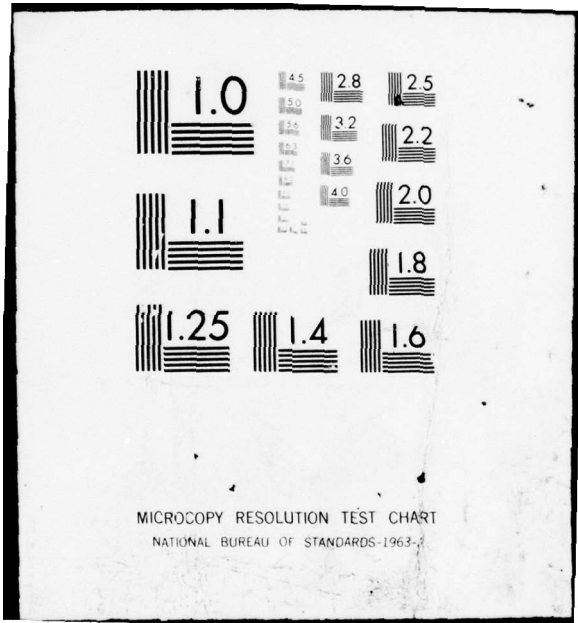 1.0 4.5 2.8 2.5
5.0
5.6 3.2 2.2
6.3 3.6
4.0 2.0
1.1
1.8
1.25 1.4 1.6
MICROCOPY RESOLUTION TEST CHART
NATIONAL BUREAU OF STANDARDS-1963-